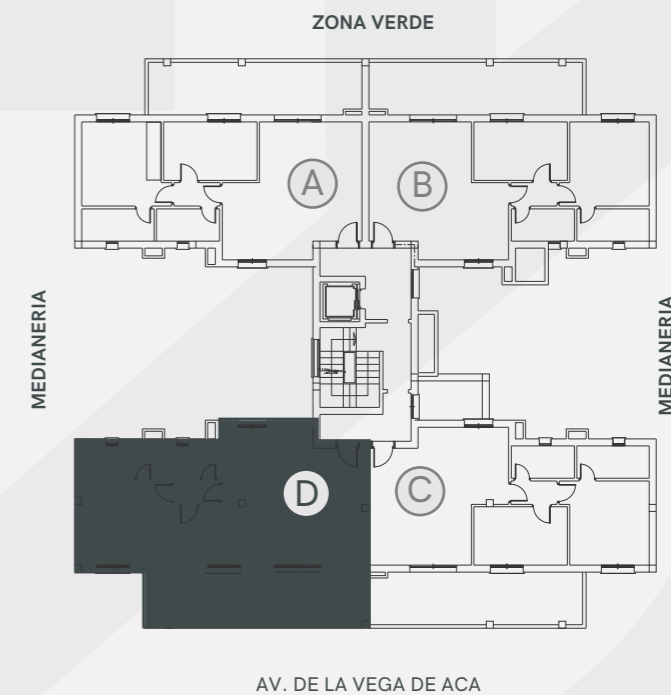 ZONA VERDE
A
B
MEDIANERIA
MEDIANERIA
D
C
AV. DE LA VEGA DE ACA